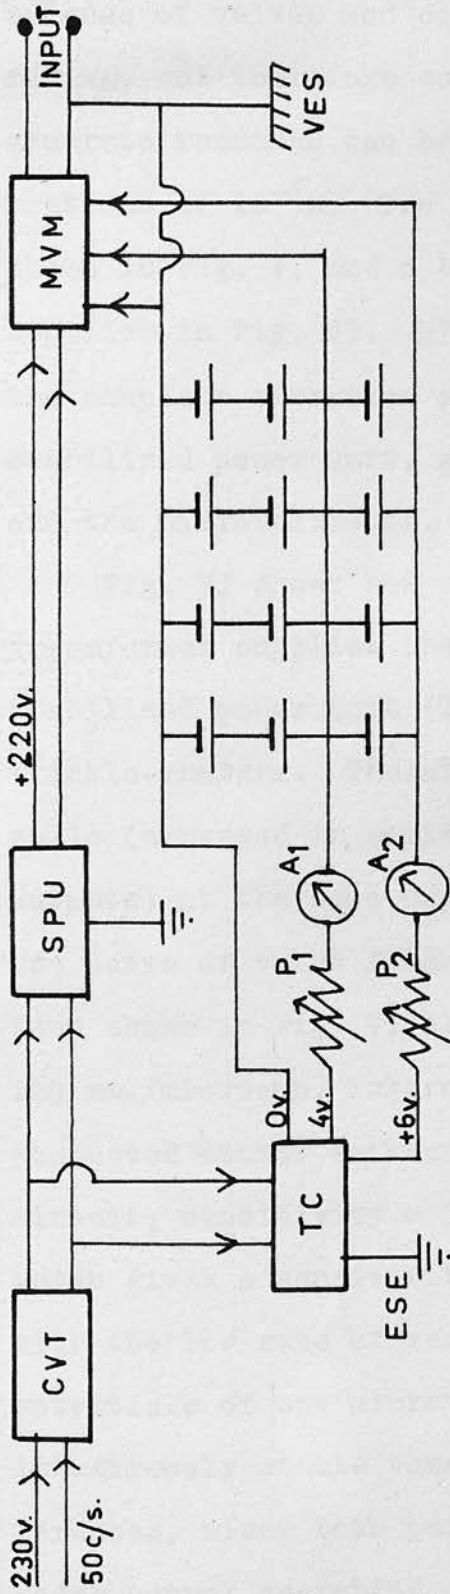 230v.
50c/s.
CVT
SPU
+220v.
MVM
INPUT
VES
TC
0v.
4v.
+6v.
ESE
P1
A1
P2
A2